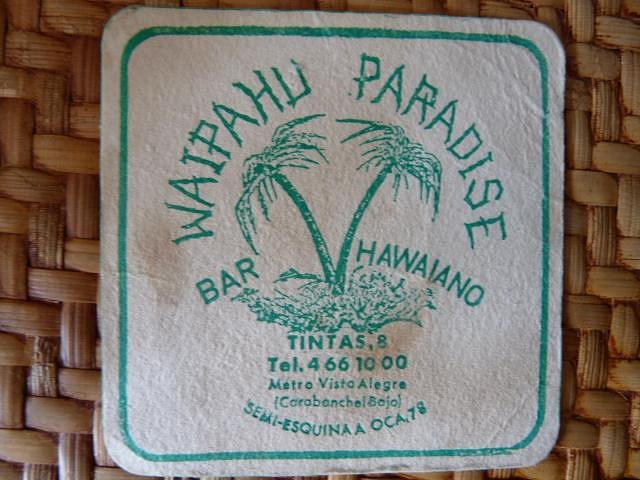 WAIPAHU PARADISE
BAR HAWAIANO
TINTAS, 8
Tel. 4 66 10 00
Metro Vista Alegre
(Carabanchel Bajo)
SEMI-ESQUINA A OCA, 78